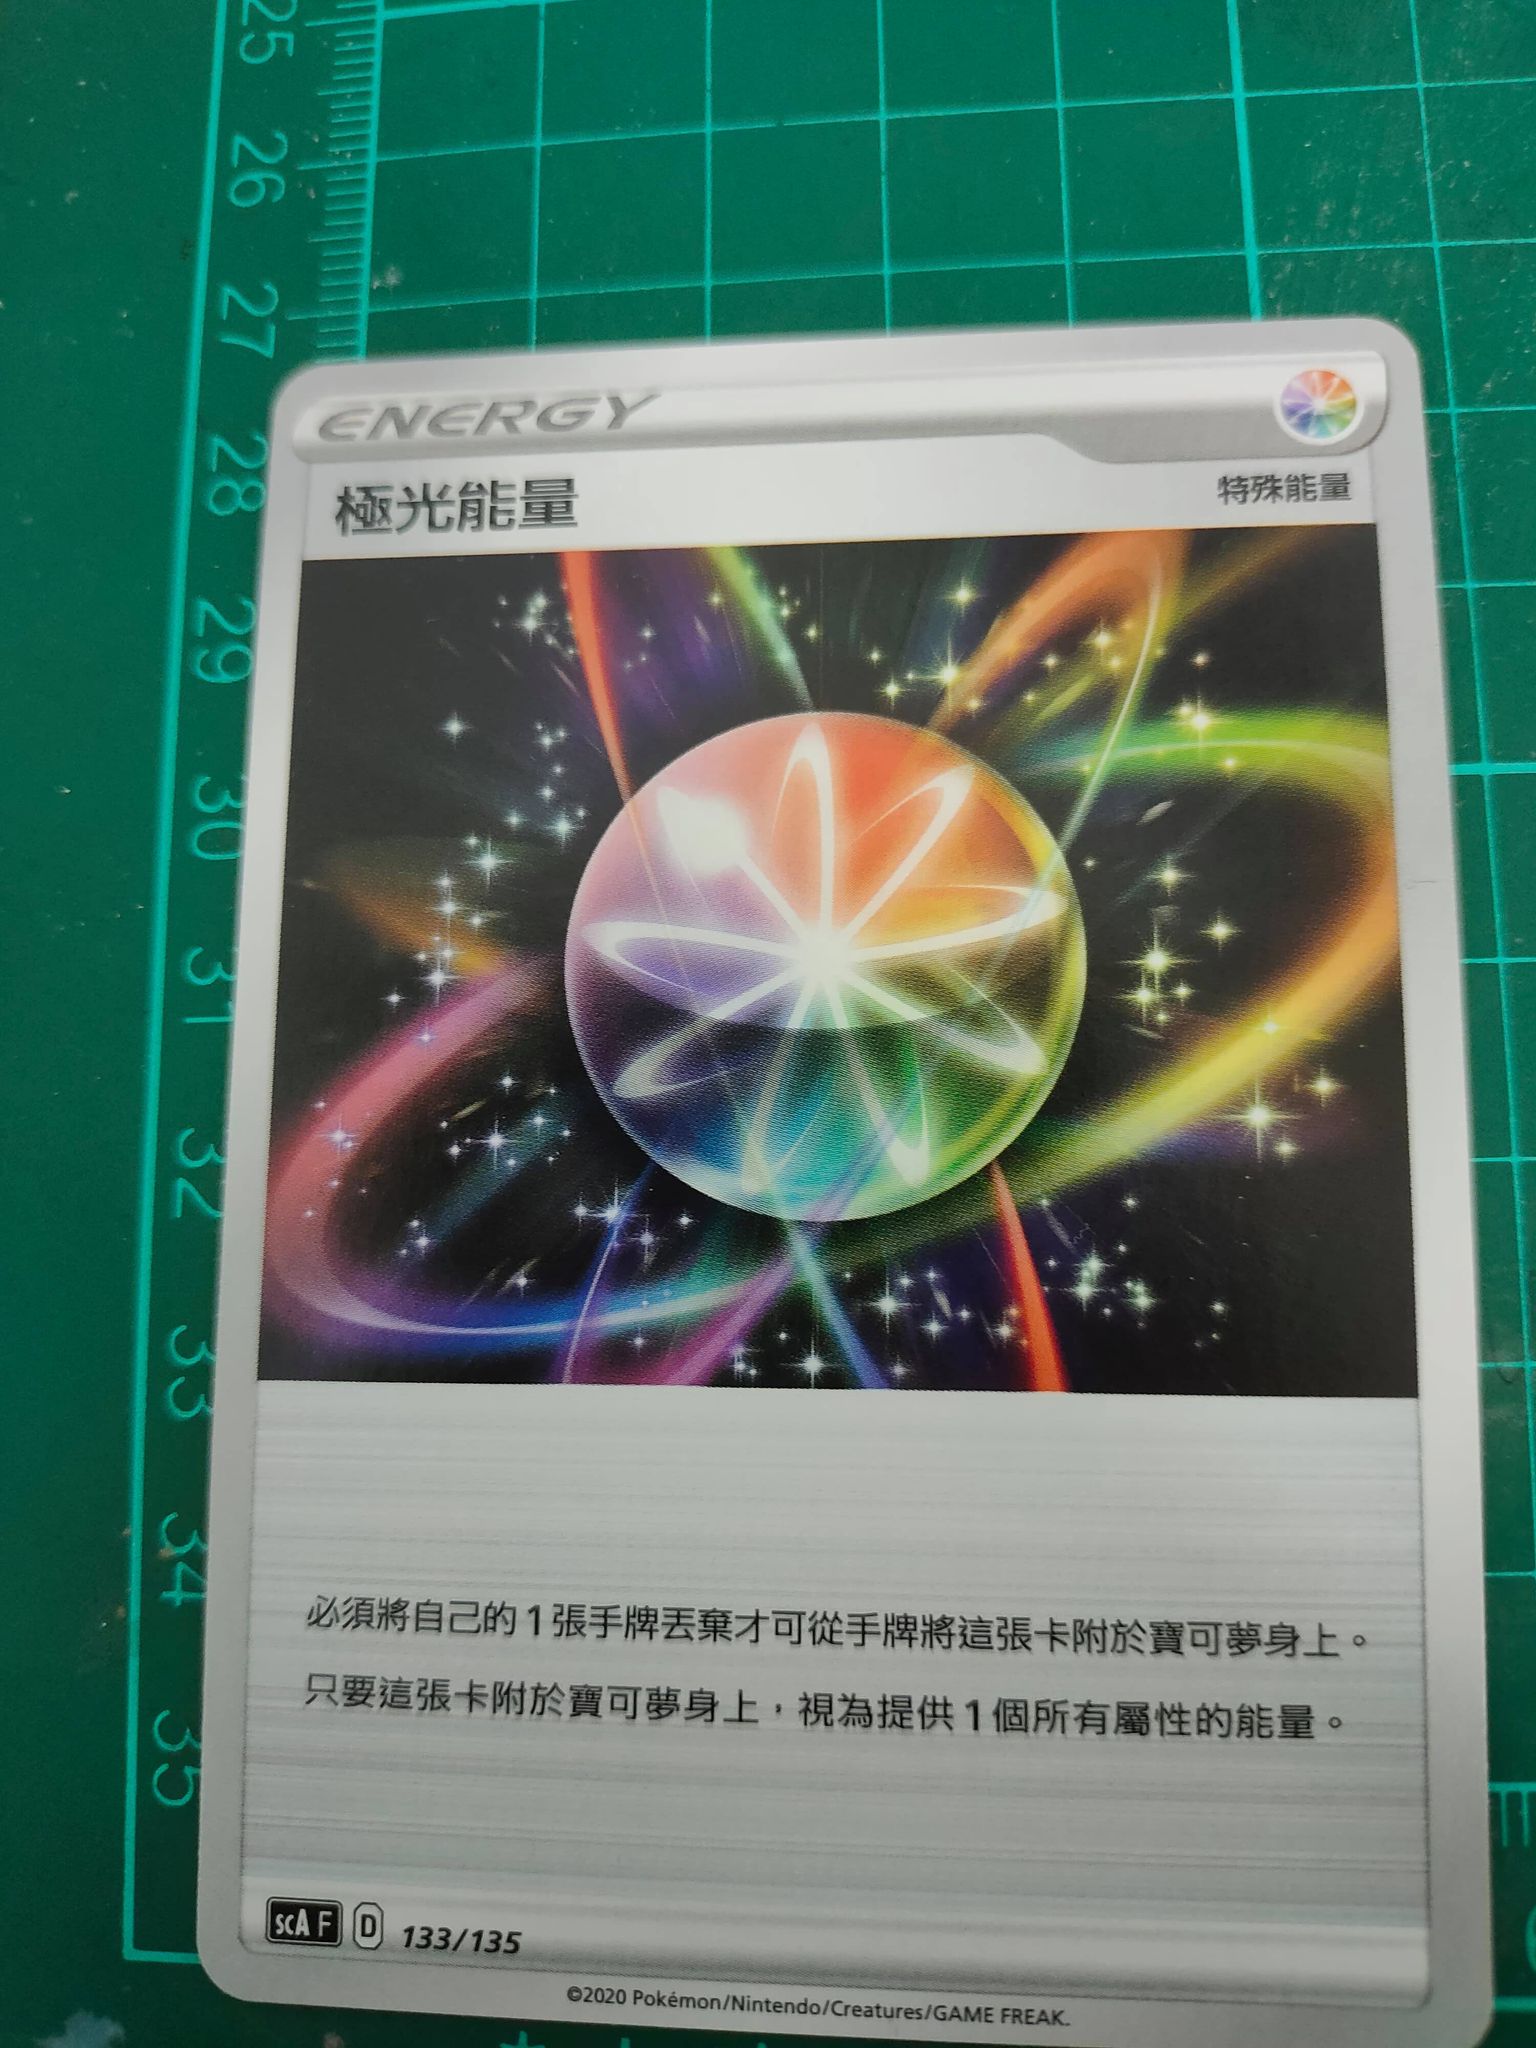 25
26
27
28
29
30
31
32
33
34
35
ENERGY
極光能量
特殊能量
必須將自己的1張手牌丟棄才可從手牌將這張卡附於寶可夢身上。
只要這張卡附於寶可夢身上，視為提供1個所有屬性的能量。
scA F D 133/135
©2020 Pokémon/Nintendo/Creatures/GAME FREAK.